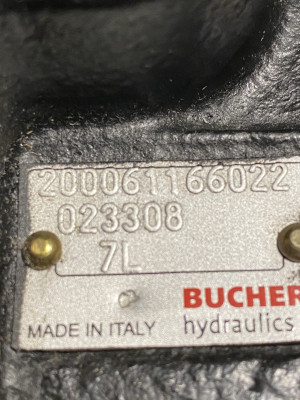 200061166022
023308
7L
BUCHER
MADE IN ITALY hydraulics